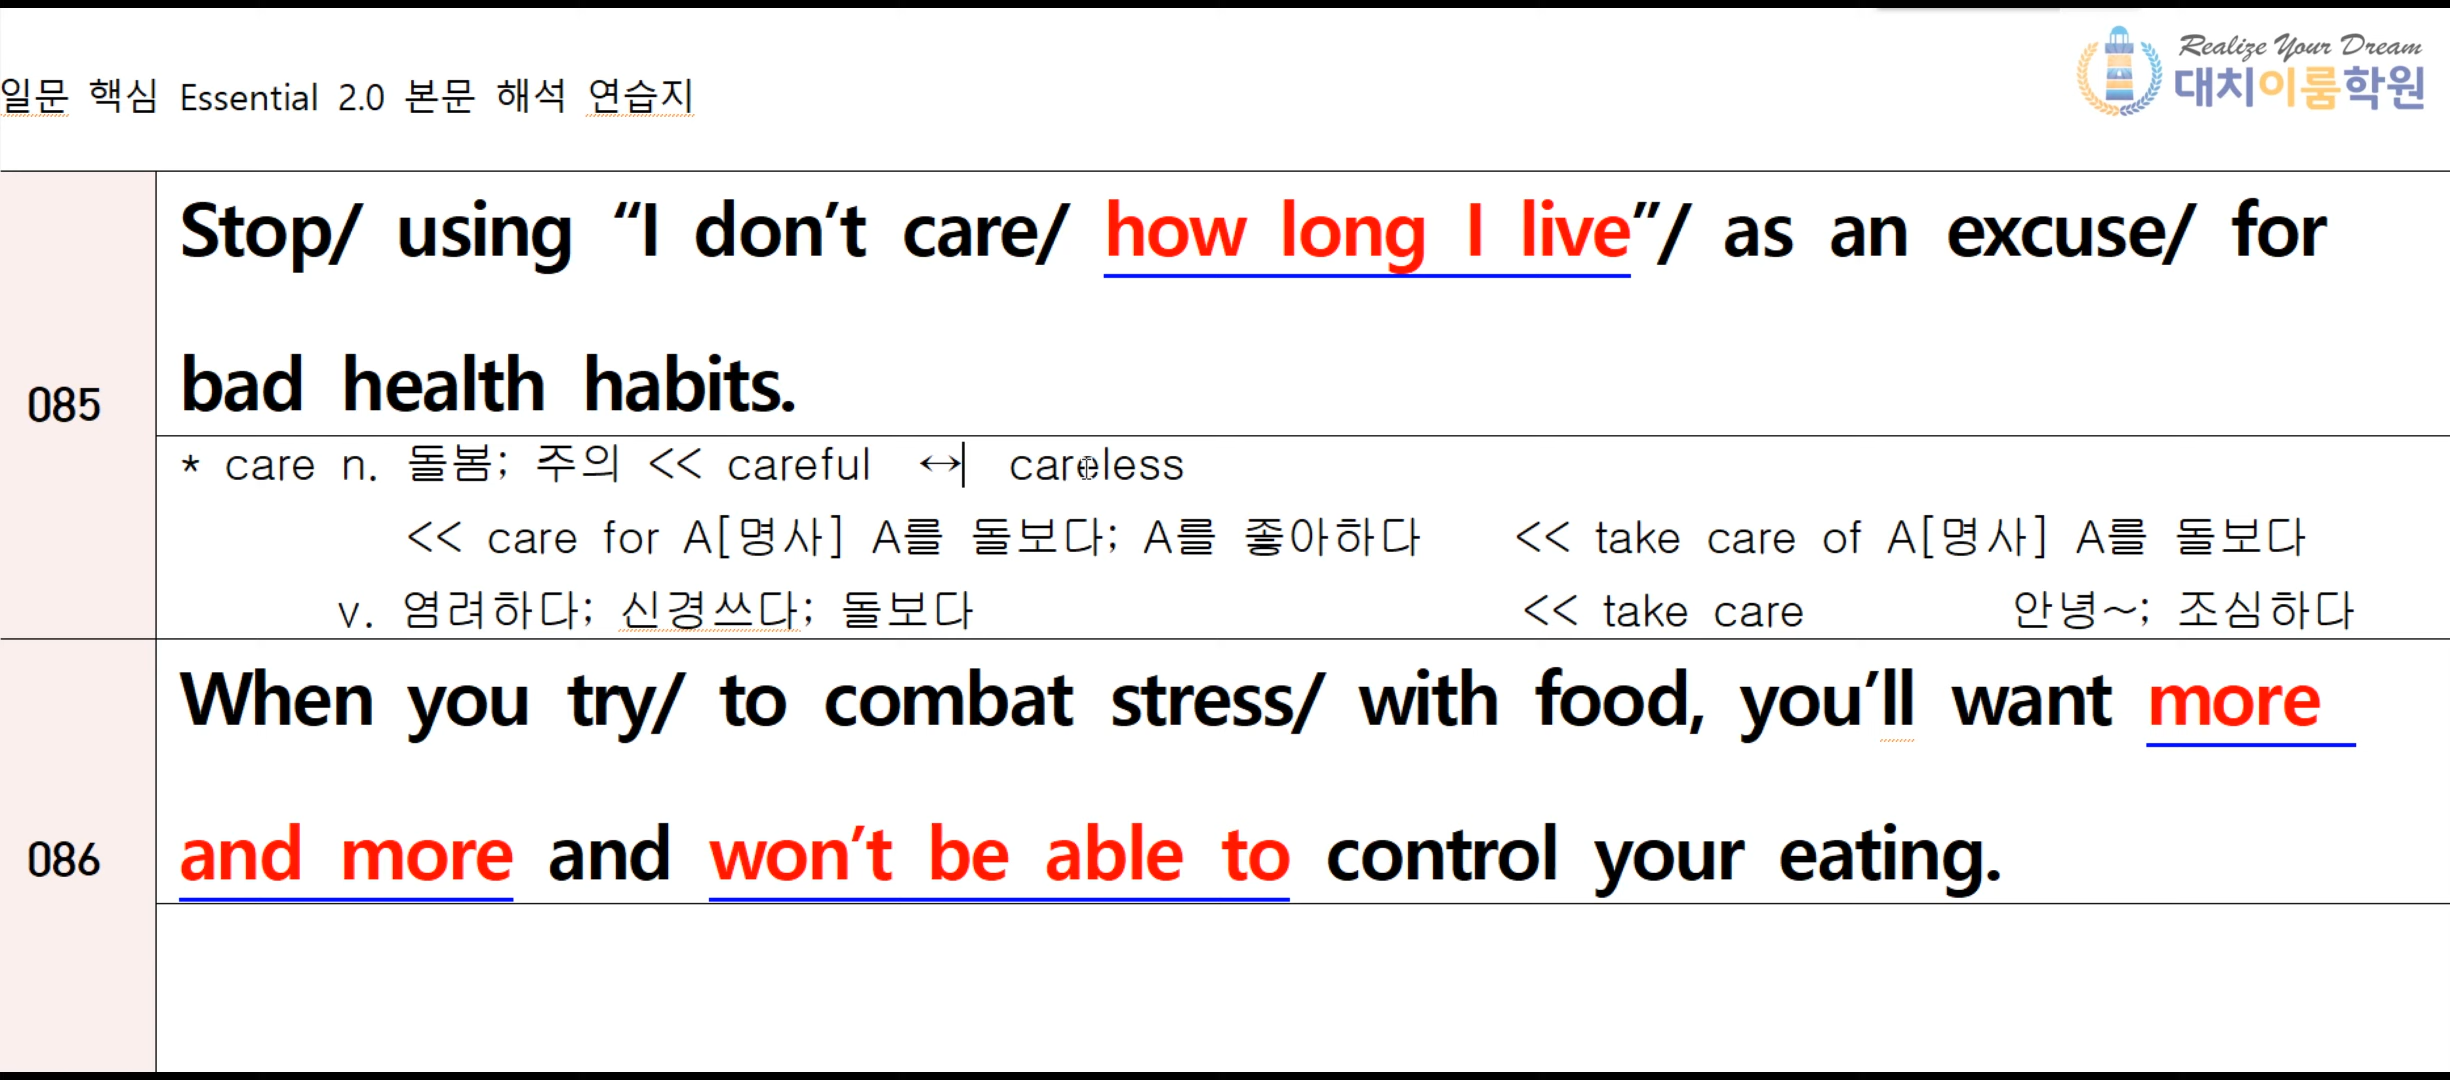 Realize Your Dream
대치이룸학원
일문 핵심 Essential 2.0 본문 해석 연습지
085
Stop/ using “I don’t care/ how long I live”/ as an excuse/ for
bad health habits.
* care n. 돌봄; 주의 << careful ↔ careless
<< care for A[명사] A를 돌보다; A를 좋아하다 << take care of A[명사] A를 돌보다
v. 염려하다; 신경쓰다; 돌보다 << take care 안녕~; 조심하다
086
When you try/ to combat stress/ with food, you’ll want more
and more and won’t be able to control your eating.